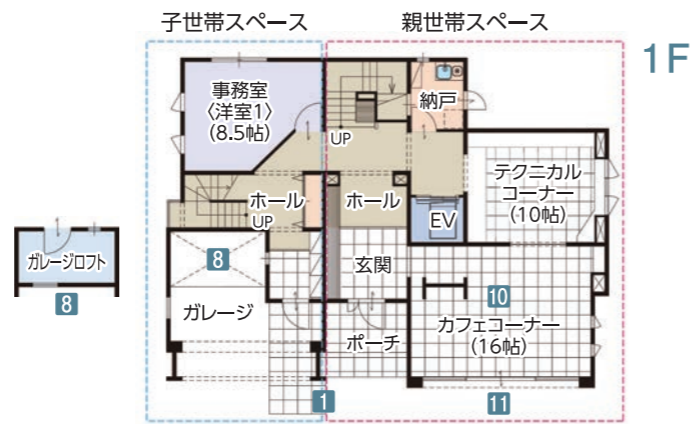 子世帯スペース
親世帯スペース
1F
事務室
〈洋室1〉
(8.5帖)
納戸
UP
テクニカル
コーナー
(10帖)
ホール
UP
ホール
EV
ガレージロフト
8
8
ガレージ
玄関
10
カフェコーナー
(16帖)
ポーチ
1
11